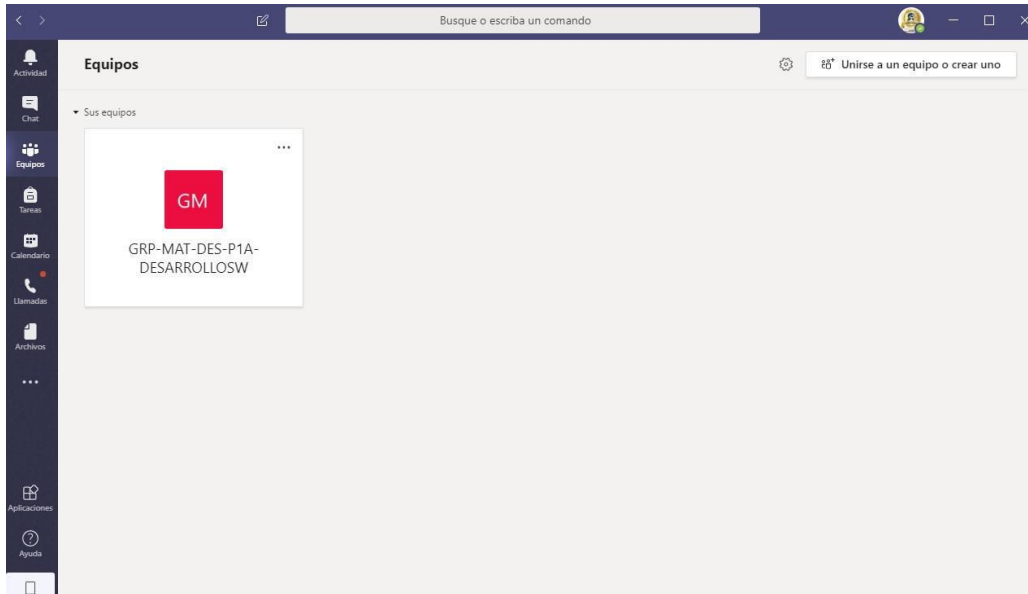 Busque o escriba un comando
Actividad
Chat
Equipos
Tareas
Calendario
Llamadas
Archivos
Aplicaciones
Ayuda
Equipos
Unirse a un equipo o crear uno
Sus equipos
GM
GRP-MAT-DES-P1A-
DESARROLLOSW